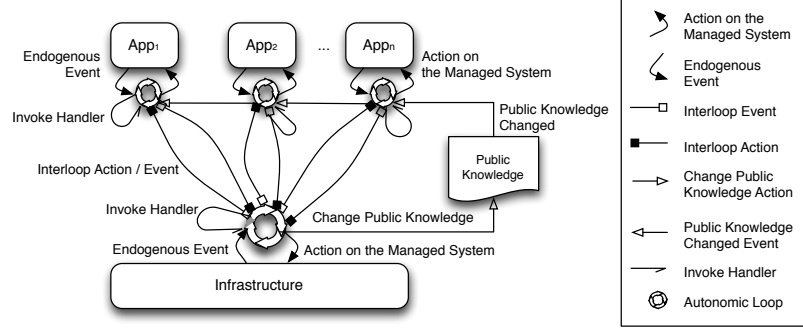 App1
App2
...
Appn
Endogenous
Event
Action on
the Managed System
Invoke Handler
Public Knowledge
Changed
Interloop Action / Event
Public
Knowledge
Invoke Handler
Change Public Knowledge
Endogenous Event
Action on the Managed System
Infrastructure
Action on the
Managed System
Endogenous
Event
Interloop Event
Interloop Action
Change Public
Knowledge Action
Public Knowledge
Changed Event
Invoke Handler
Autonomic Loop